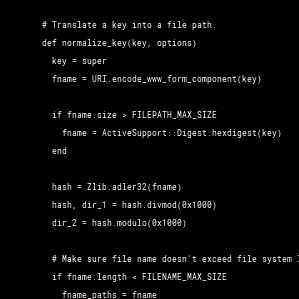 # Translate a key into a file path.
def normalize_key(key, options)
key = super
fname = URI.encode_www_form_component(key)
if fname.size > FILEPATH_MAX_SIZE
fname = ActiveSupport::Digest.hexdigest(key)
end
hash = Zlib.adler32(fname)
hash, dir_1 = hash.divmod(0x1000)
dir_2 = hash.modulo(0x1000)
# Make sure file name doesn't exceed file system
if fname.length < FILENAME_MAX_SIZE
fname_paths = fname